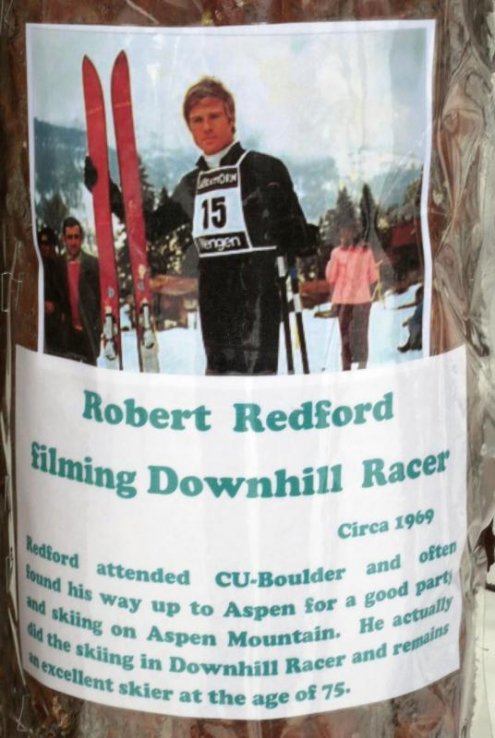 LAUBERHORN
15
Wengen
Robert Redford
filming Downhill Racer
Circa 1969
Redford attended CU-Boulder and often
found his way up to Aspen for a good party
and skiing on Aspen Mountain. He actually
did the skiing in Downhill Racer and remains
an excellent skier at the age of 75.